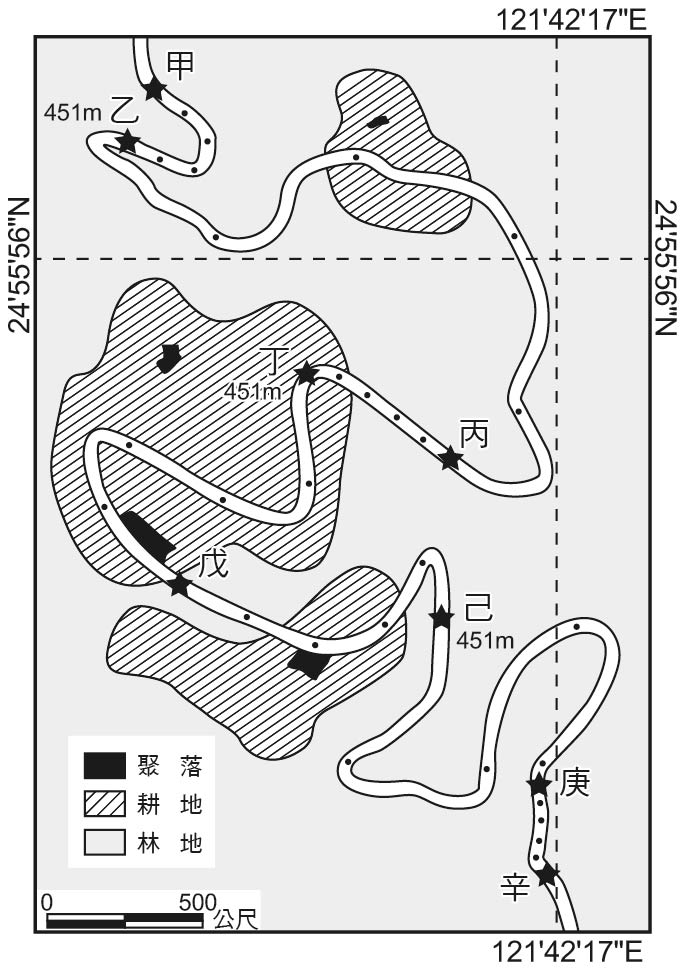 121'42'17"E
甲
451m 乙
24'55'56"N
24'55'56"N
丁
451m
丙
戊
己
451m
聚 落
耕 地
林 地
庚
辛
0 500 公尺
121'42'17"E